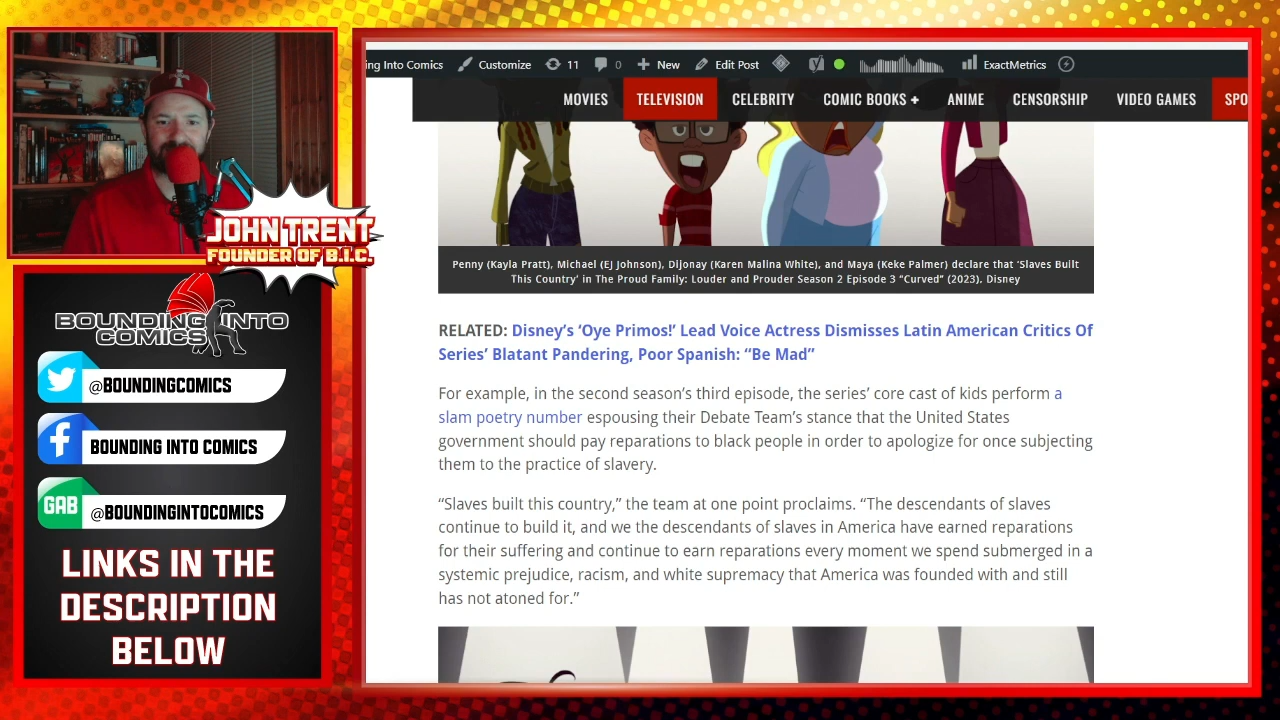 ing Into Comics Customize 11 0 New Edit Post ExactMetrics
MOVIES TELEVISION CELEBRITY COMIC BOOKS + ANIME CENSORSHIP VIDEO GAMES SPO
JOHN TRENT
FOUNDER OF B.I.C.
BOUNDING INTO
COMICS
@BOUNDINGCOMICS
BOUNDING INTO COMICS
GAB
@BOUNDINGINTOCOMICS
LINKS IN THE
DESCRIPTION
BELOW
Penny (Kayla Pratt), Michael (EJ Johnson), Dijonay (Karen Malina White), and Maya (Keke Palmer) declare that ‘Slaves Built
This Country’ in The Proud Family: Louder and Prouder Season 2 Episode 3 “Curved” (2023), Disney
RELATED: Disney’s ‘Oye Primos!’ Lead Voice Actress Dismisses Latin American Critics Of
Series’ Blatant Pandering, Poor Spanish: “Be Mad”
For example, in the second season’s third episode, the series’ core cast of kids perform a
slam poetry number espousing their Debate Team’s stance that the United States
government should pay reparations to black people in order to apologize for once subjecting
them to the practice of slavery.
“Slaves built this country,” the team at one point proclaims. “The descendants of slaves
continue to build it, and we the descendants of slaves in America have earned reparations
for their suffering and continue to earn reparations every moment we spend submerged in a
systemic prejudice, racism, and white supremacy that America was founded with and still
has not atoned for.”